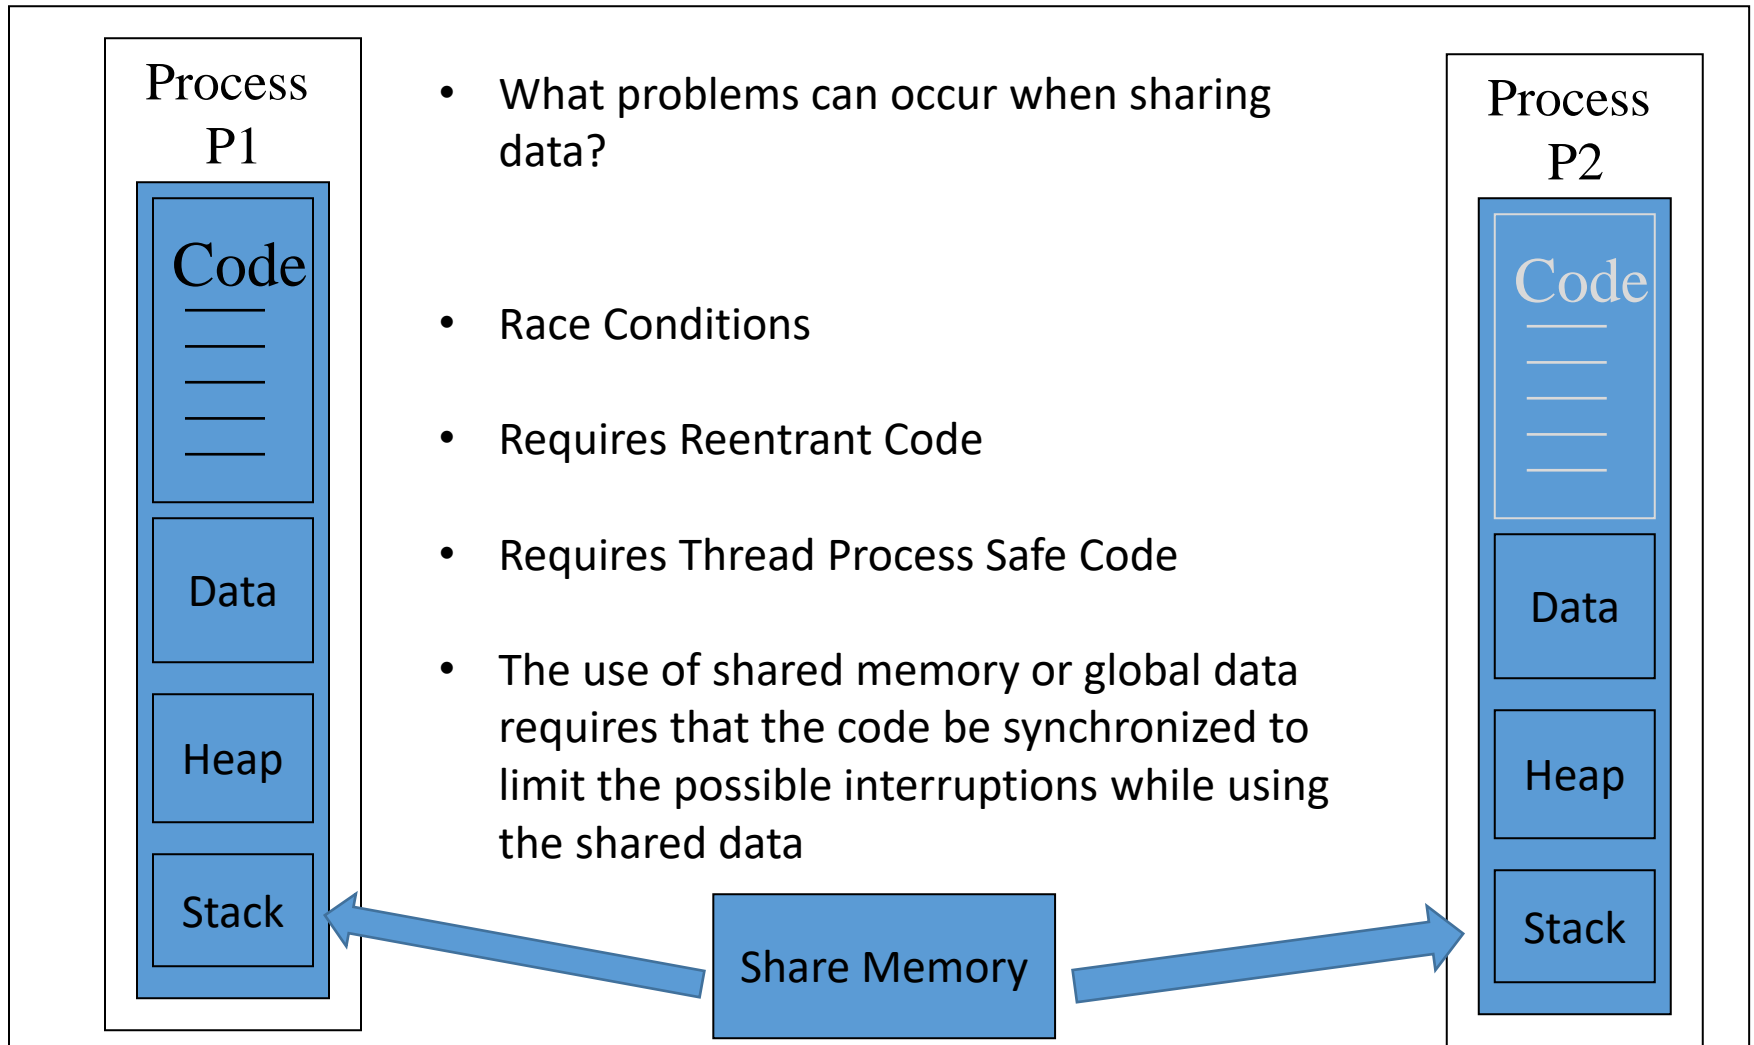 Process
P1
Code
Data
Heap
Stack
• What problems can occur when sharing
data?
• Race Conditions
• Requires Reentrant Code
• Requires Thread Process Safe Code
• The use of shared memory or global data
requires that the code be synchronized to
limit the possible interruptions while using
the shared data
Share Memory
Process
P2
Code
Data
Heap
Stack